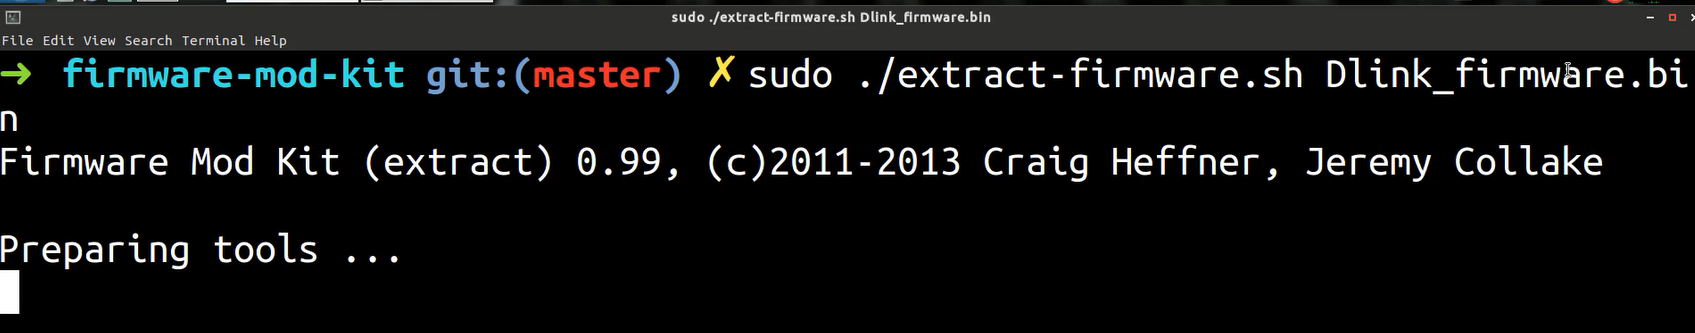 sudo ./extract-firmware.sh Dlink_firmware.bin
File Edit View Search Terminal Help
➜ firmware-mod-kit git:(master) ✗ sudo ./extract-firmware.sh Dlink_firmware.bi
n
Firmware Mod Kit (extract) 0.99, (c)2011-2013 Craig Heffner, Jeremy Collake
Preparing tools ...